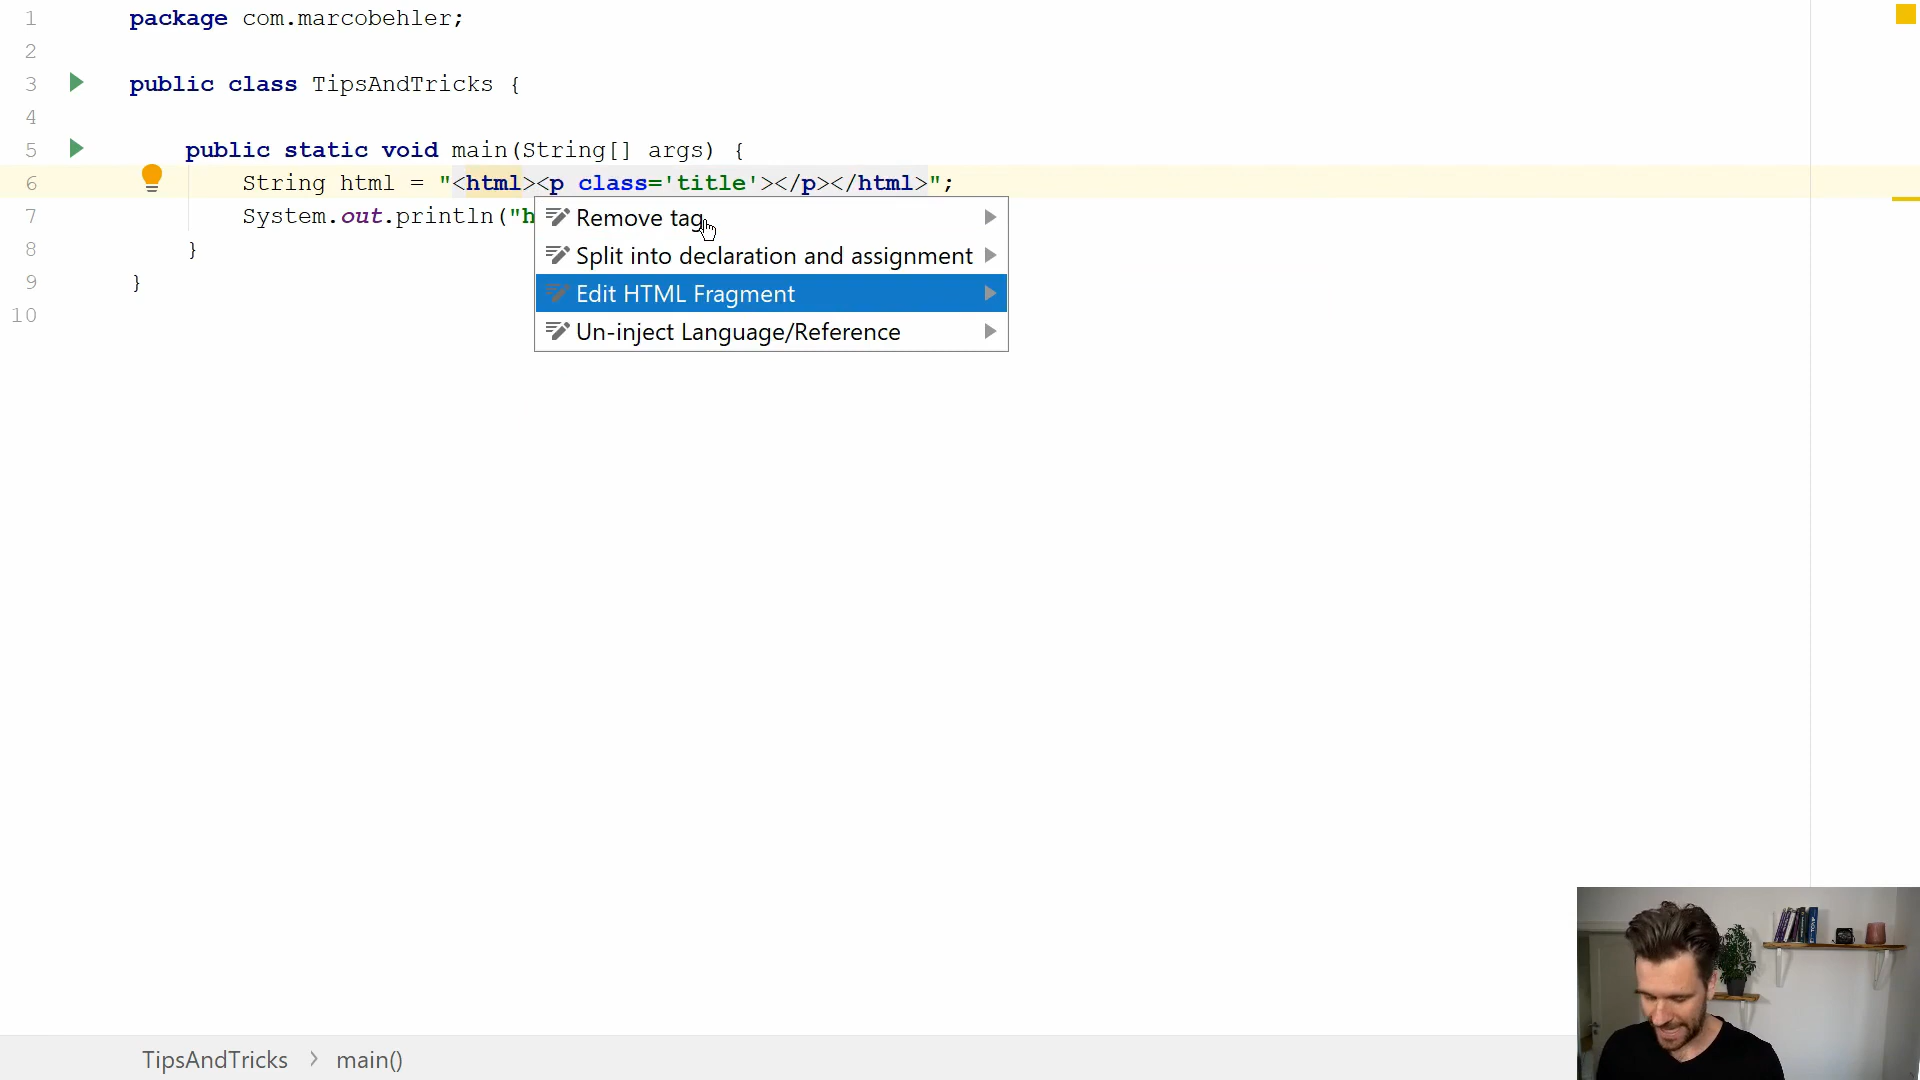 1 package com.marcobehler;
2
3 public class TipsAndTricks {
4
5 public static void main(String[] args) {
6 String html = "<html><p class='title'></p></html>";
7 System.out.println("h
8 }
9 }
10
Remove tag
Split into declaration and assignment
Edit HTML Fragment
Un-inject Language/Reference
TipsAndTricks > main()